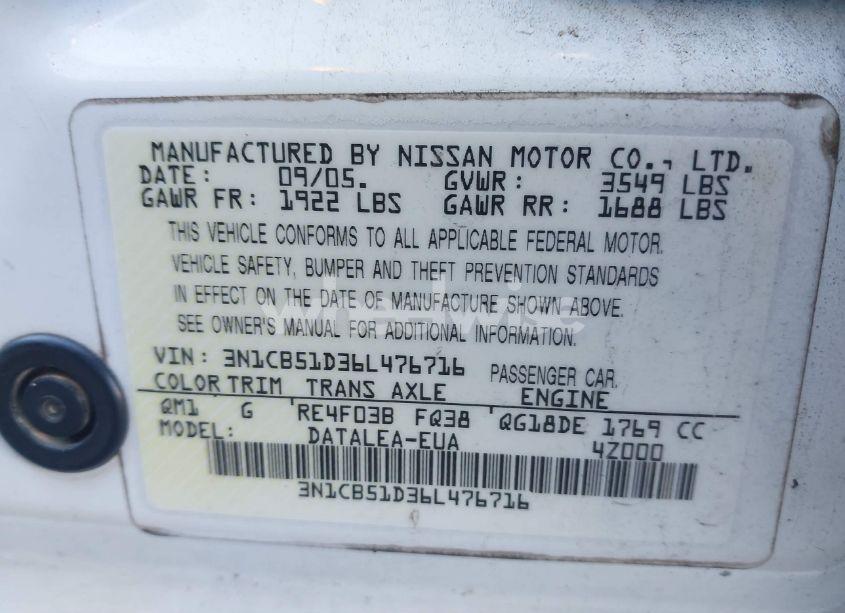 MANUFACTURED BY NISSAN MOTOR CO., LTD.
DATE: 09/05. GVWR: 3549 LBS
GAWR FR: 1922 LBS GAWR RR: 1688 LBS
THIS VEHICLE CONFORMS TO ALL APPLICABLE FEDERAL MOTOR.
VEHICLE SAFETY, BUMPER AND THEFT PREVENTION STANDARDS
IN EFFECT ON THE DATE OF MANUFACTURE SHOWN ABOVE.
SEE OWNER'S MANUAL FOR ADDITIONAL INFORMATION.
VIN: 3N1CB51D36L476716 PASSENGER CAR.
COLOR TRIM TRANS AXLE ENGINE
QM1 G RE4F03B FQ38 QG18DE 1769 CC
MODEL: DATALEA-EUA 4Z000
3N1CB51D36L476716
wheelwise